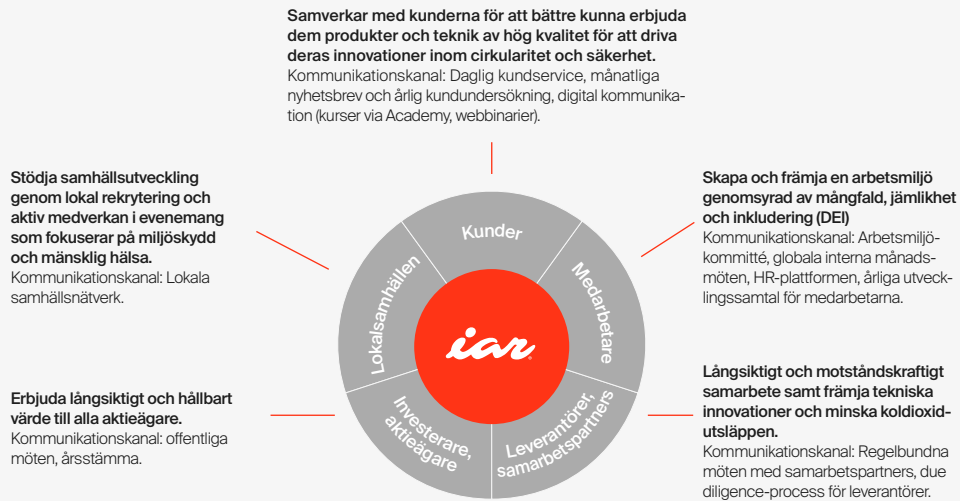 Samverkar med kunderna för att bättre kunna erbjuda
dem produkter och teknik av hög kvalitet för att driva
deras innovationer inom cirkularitet och säkerhet.
Kommunikationskanal: Daglig kundservice, månatliga
nyhetsbrev och årlig kundundersökning, digital kommunika-
tion (kurser via Academy, webbinarier).
Stödja samhällsutveckling
genom lokal rekrytering och
aktiv medverkan i evenemang
som fokuserar på miljöskydd
och mänsklig hälsa.
Kommunikationskanal: Lokala
samhällsnätverk.
Skapa och främja en arbetsmiljö
genomsyrad av mångfald, jämlikhet
och inkludering (DEI)
Kommunikationskanal: Arbetsmiljö-
kommitté, globala interna månads-
möten, HR-plattformen, årliga utveck-
lingssamtal för medarbetarna.
Kunder
Lokalsamhällen
Medarbetare
iar
Investerare,
aktieägare
Leverantörer,
samarbetspartners
Erbjuda långsiktigt och hållbart
värde till alla aktieägare.
Kommunikationskanal: offentliga
möten, årsstämma.
Långsiktigt och motståndskraftigt
samarbete samt främja tekniska
innovationer och minska koldioxid-
utsläppen.
Kommunikationskanal: Regelbundna
möten med samarbetspartners, due
diligence-process för leverantörer.